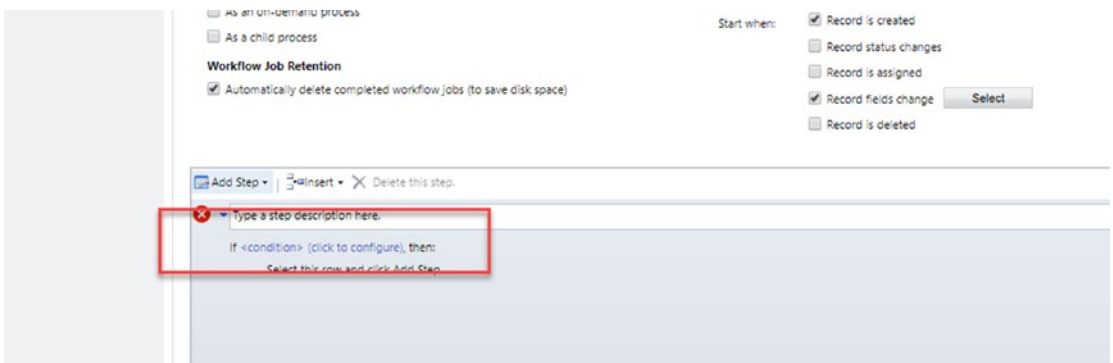 As an on-demand process
As a child process
Workflow Job Retention
Automatically delete completed workflow jobs (to save disk space)
Start when:
Record is created
Record status changes
Record is assigned
Record fields change
Select
Record is deleted
Add Step Insert Delete this step.
Type a step description here.
If <condition> (click to configure), then:
Select this row and click Add Step